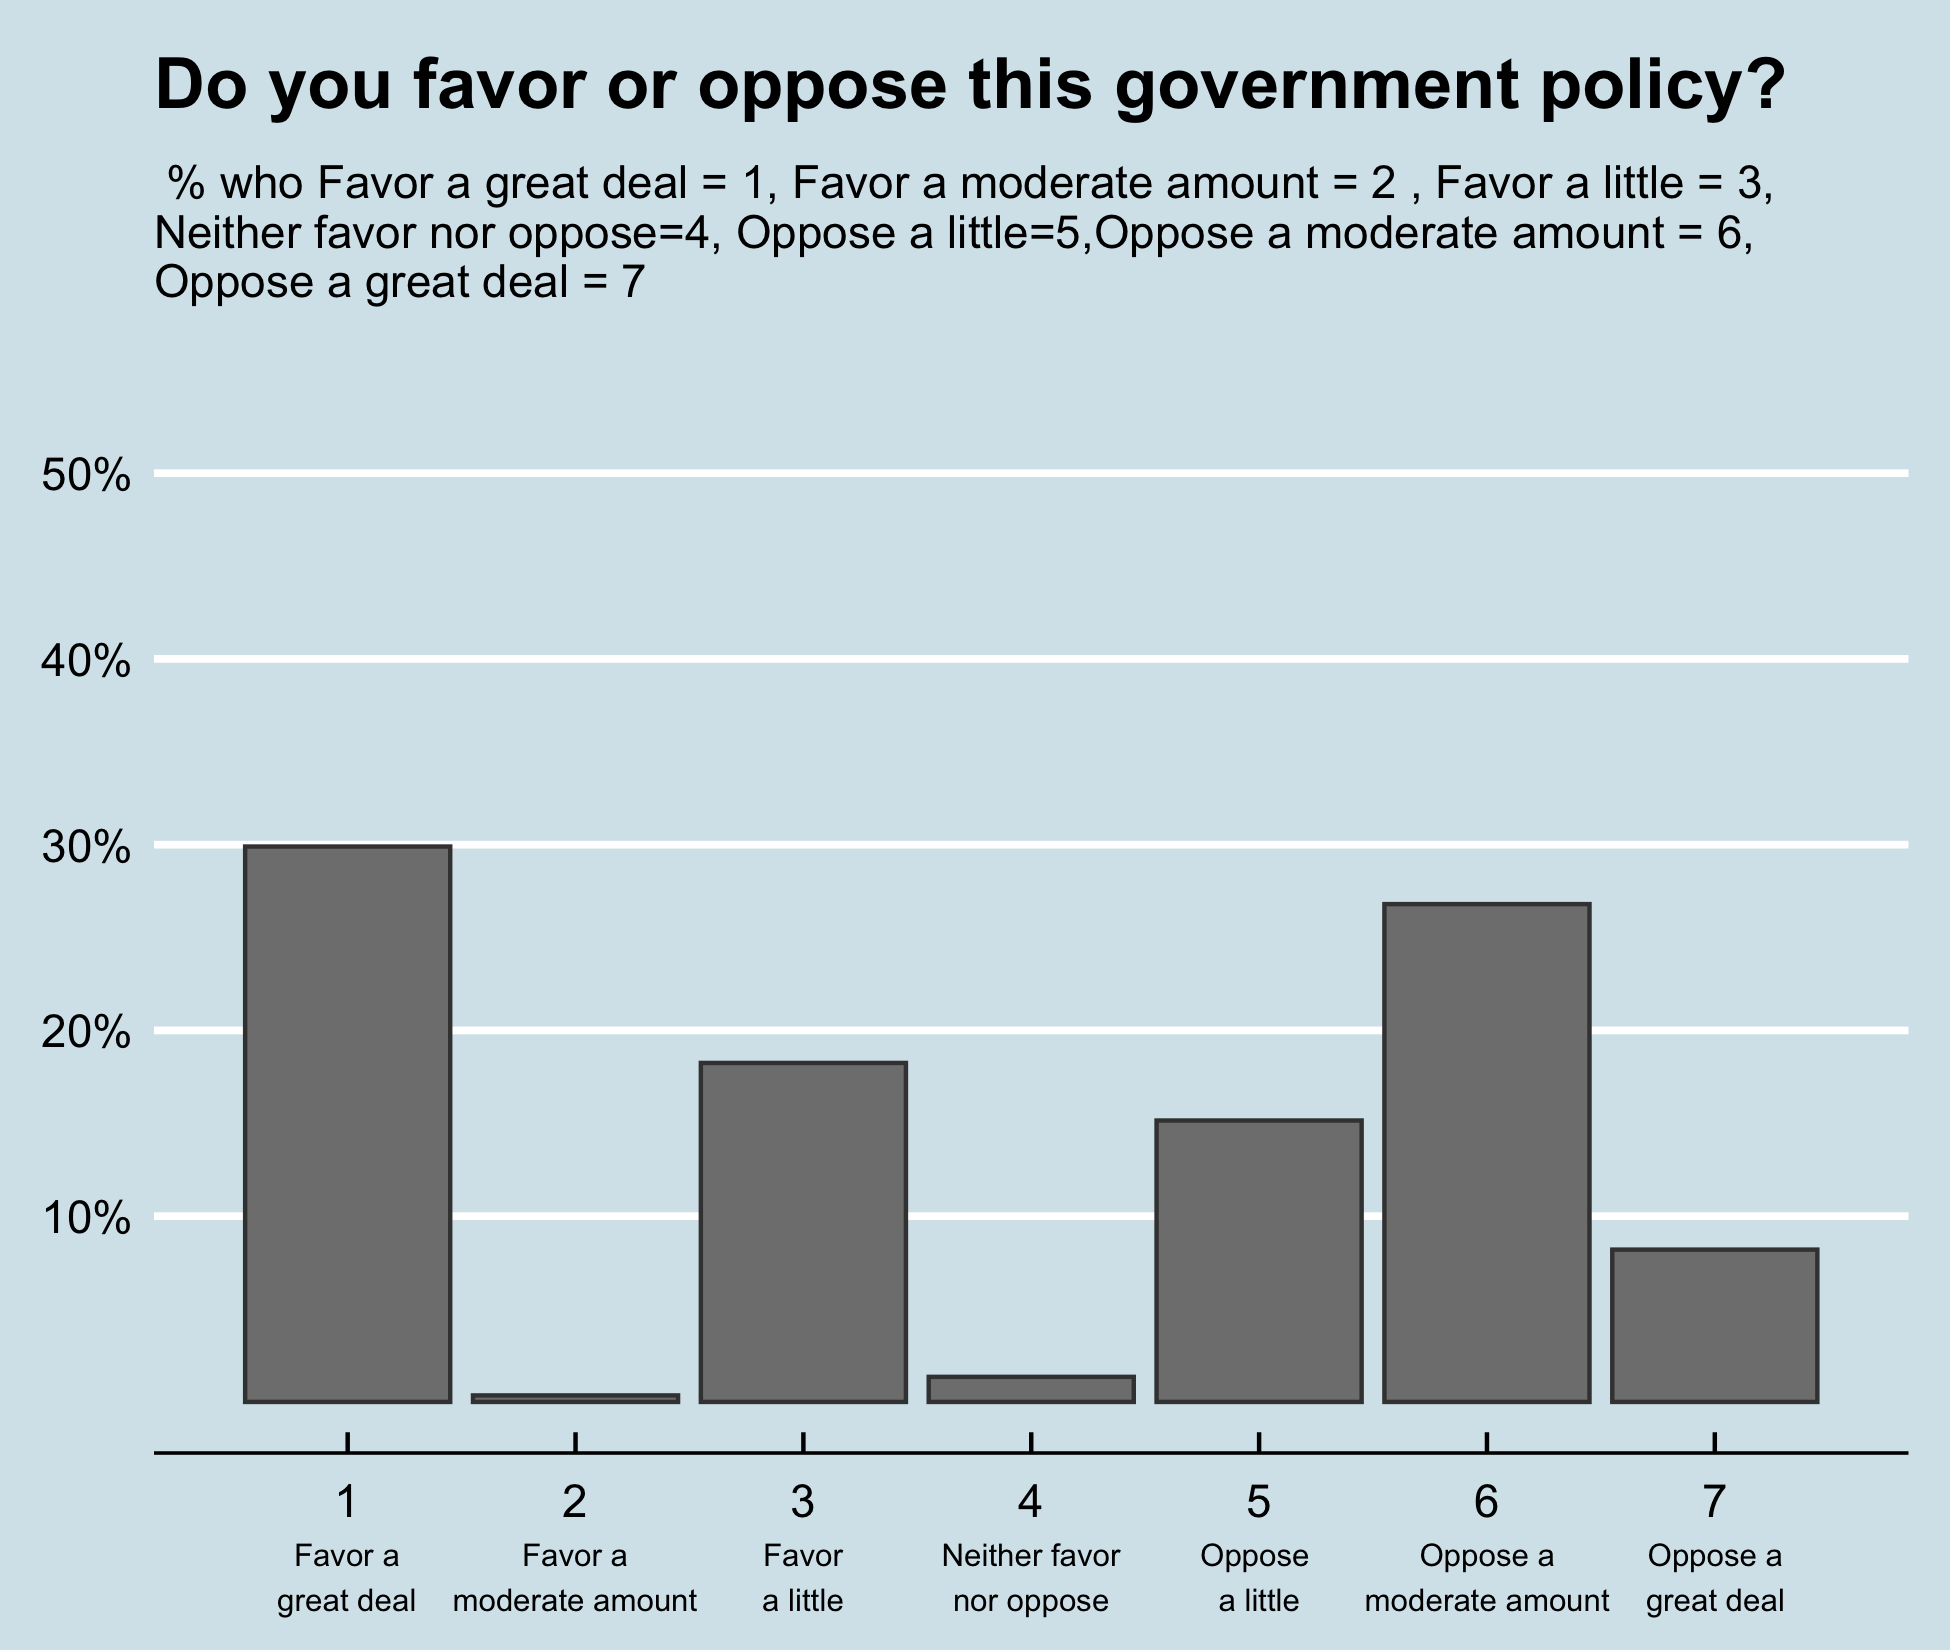 Do you favor or oppose this government policy?
% who Favor a great deal = 1, Favor a moderate amount = 2 , Favor a little = 3,
Neither favor nor oppose=4, Oppose a little=5,Oppose a moderate amount = 6,
Oppose a great deal = 7
50%
40%
30%
20%
10%
1 2 3 4 5 6 7
Favor a Favor a Favor Neither favor Oppose Oppose a Oppose a
great deal moderate amount a little nor oppose a little moderate amount great deal